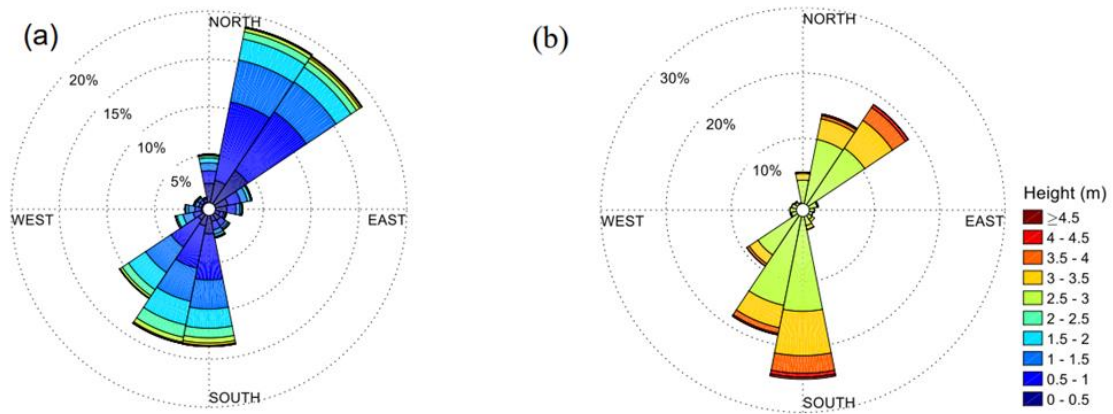 (a)
NORTH
20%
15%
10%
5%
WEST
EAST
SOUTH
(b)
NORTH
30%
20%
10%
WEST
EAST
SOUTH
Height (m)
≥4.5
4 - 4.5
3.5 - 4
3 - 3.5
2.5 - 3
2 - 2.5
1.5 - 2
1 - 1.5
0.5 - 1
0 - 0.5